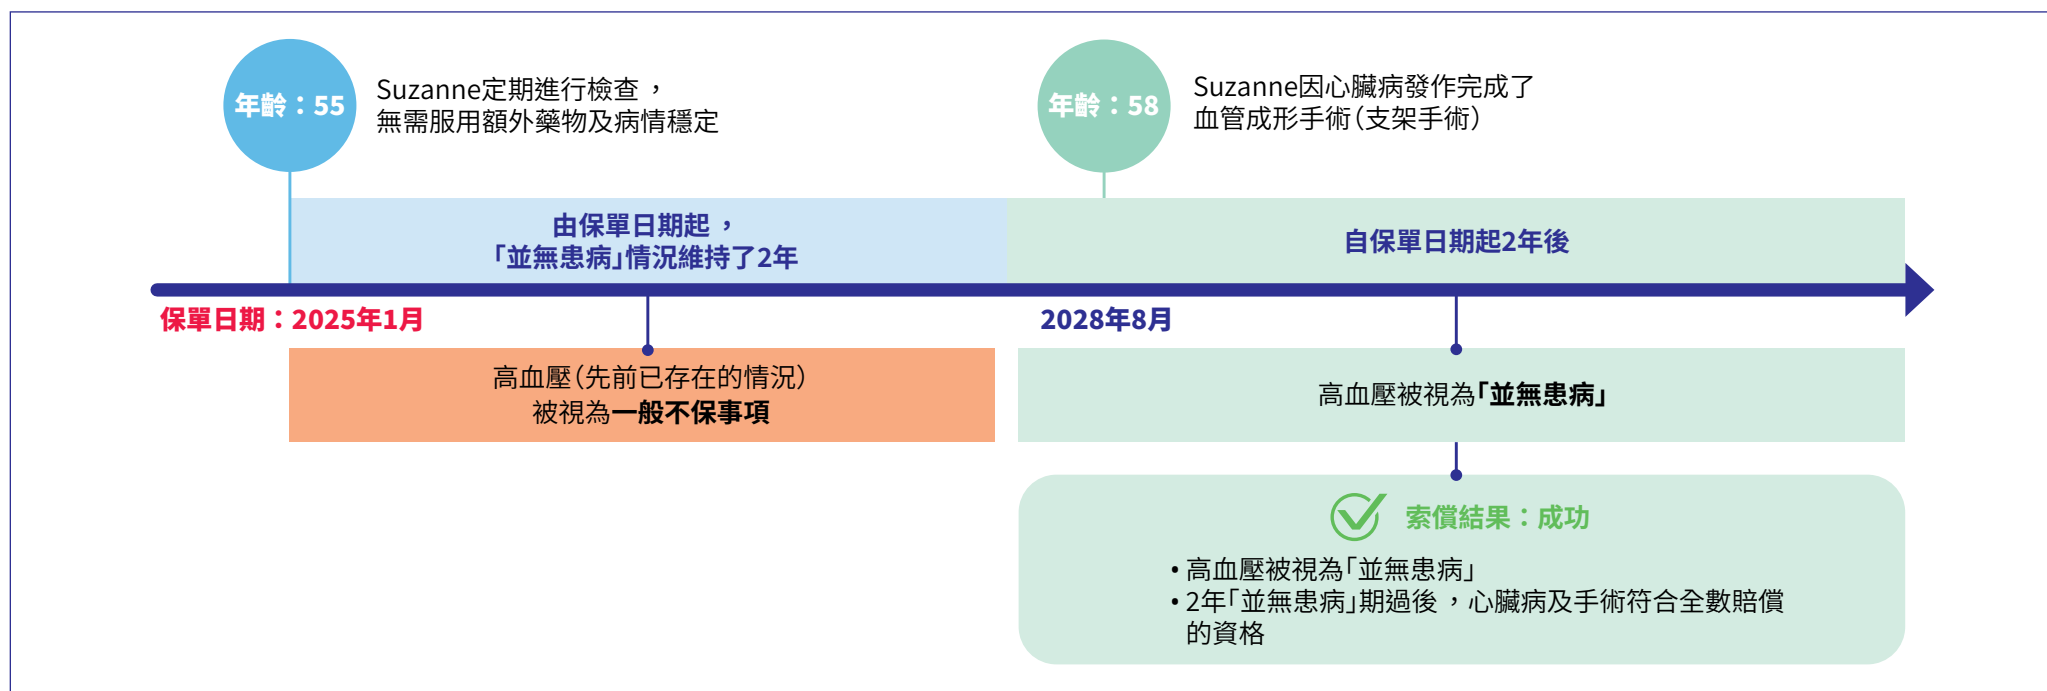 年齡：55
Suzanne定期進行檢查，
無需服用額外藥物及病情穩定
年齡：58
Suzanne因心臟病發作完成了
血管成形手術（支架手術）
由保單日期起，
「並無患病」情況維持了2年
自保單日期起2年後
保單日期：2025年1月
2028年8月
高血壓（先前已存在的情況）
被視為一般不保事項
高血壓被視為「並無患病」
索償結果：成功
• 高血壓被視為「並無患病」
• 2年「並無患病」期過後，心臟病及手術符合全數賠償
的資格